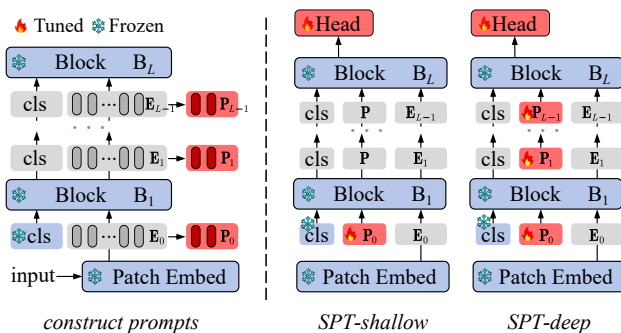 Tuned Frozen
Block B_L
cls E_{L-1} P_{L-1}
cls E_1 P_1
Block B_1
cls E_0 P_0
input Patch Embed
construct prompts
Head
Block B_L
cls P E_{L-1}
cls P E_1
Block B_1
cls P_0 E_0
Patch Embed
SPT-shallow
Head
Block B_L
cls P_{L-1} E_{L-1}
cls P_1 E_1
Block B_1
cls P_0 E_0
Patch Embed
SPT-deep